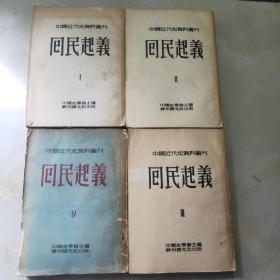 中國近代史資料叢刊
回民起義
I
中國史學會主編
神州國光社出版
中國近代史資料叢刊
回民起義
II
中國史學會主編
神州國光社出版
中國近代史資料叢刊
回民起義
IV
中國史學會主編
神州國光社出版
中國近代史資料叢刊
回民起義
III
中國史學會主編
神州國光社出版